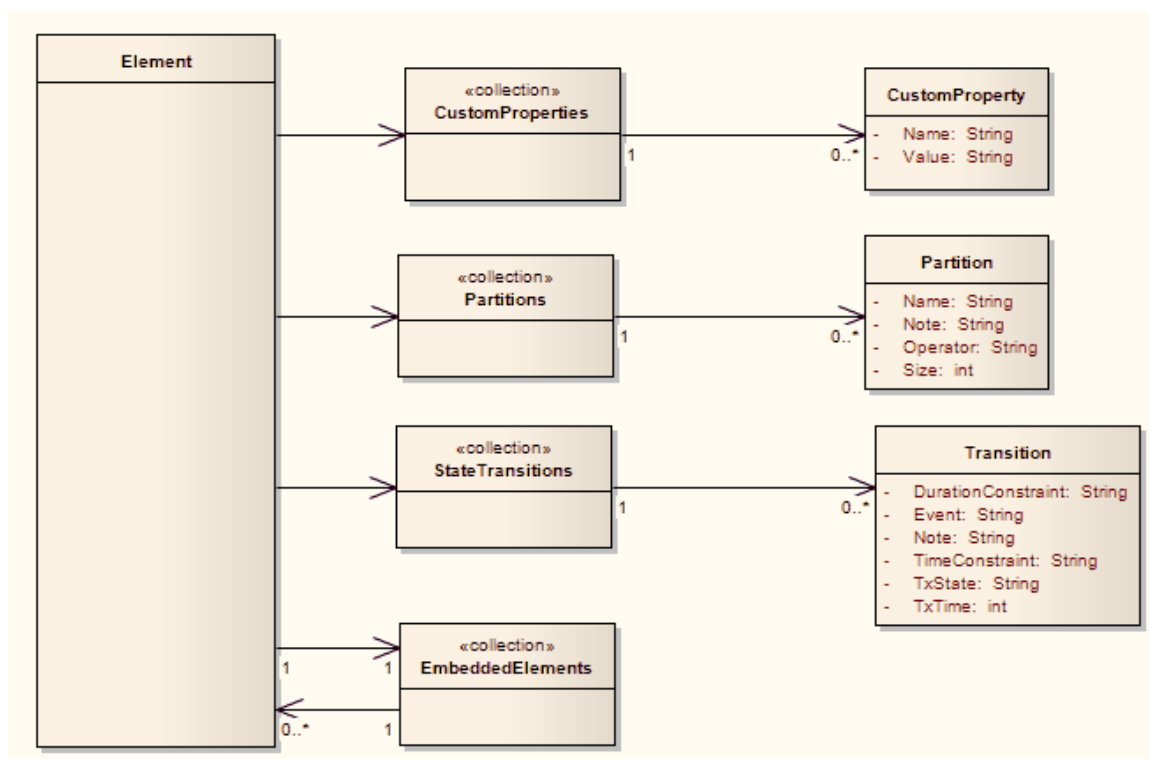 Element
«collection»
CustomProperties
1
0..*
CustomProperty
- Name: String
- Value: String
«collection»
Partitions
1
0..*
Partition
- Name: String
- Note: String
- Operator: String
- Size: int
«collection»
StateTransitions
1
0..*
Transition
- DurationConstraint: String
- Event: String
- Note: String
- TimeConstraint: String
- TxState: String
- TxTime: int
1
1
«collection»
EmbeddedElements
0..*
1